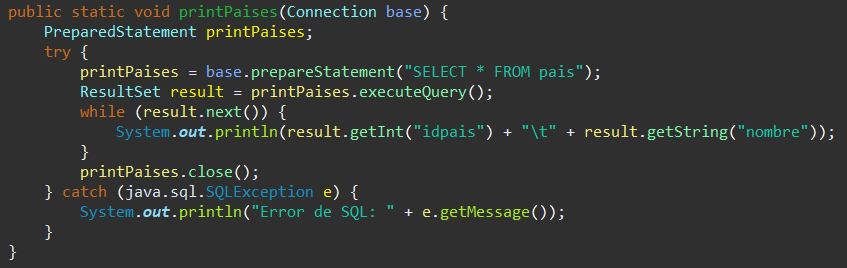 public static void printPaises(Connection base) {
    PreparedStatement printPaises;
    try {
        printPaises = base.prepareStatement("SELECT * FROM pais");
        ResultSet result = printPaises.executeQuery();
        while (result.next()) {
            System.out.println(result.getInt("idpais") + "\t" + result.getString("nombre"));
        }
        printPaises.close();
    } catch (java.sql.SQLException e) {
        System.out.println("Error de SQL: " + e.getMessage());
    }
}